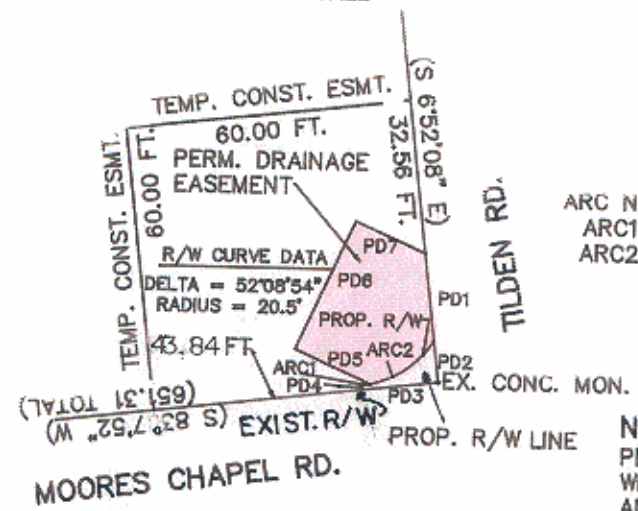 TEMP. CONST. ESMT.
60.00 FT.
TEMP. CONST. ESMT.
60.00 FT.
PERM. DRAINAGE
EASEMENT
(S 6°52'08" E)
32.56 FT.
TILDEN RD.
ARC N
ARC1
ARC2
R/W CURVE DATA
DELTA = 52°08'54"
RADIUS = 20.5'
PD7
PD6
PD1
PROP. R/W
43.84 FT
PD5
ARC2
ARC1
PD4
PD2
PD3
EX. CONC. MON.
(651.31 TOTAL)
(S 83°7'52" W)
EXIST. R/W
PROP. R/W LINE
MOORES CHAPEL RD.
N